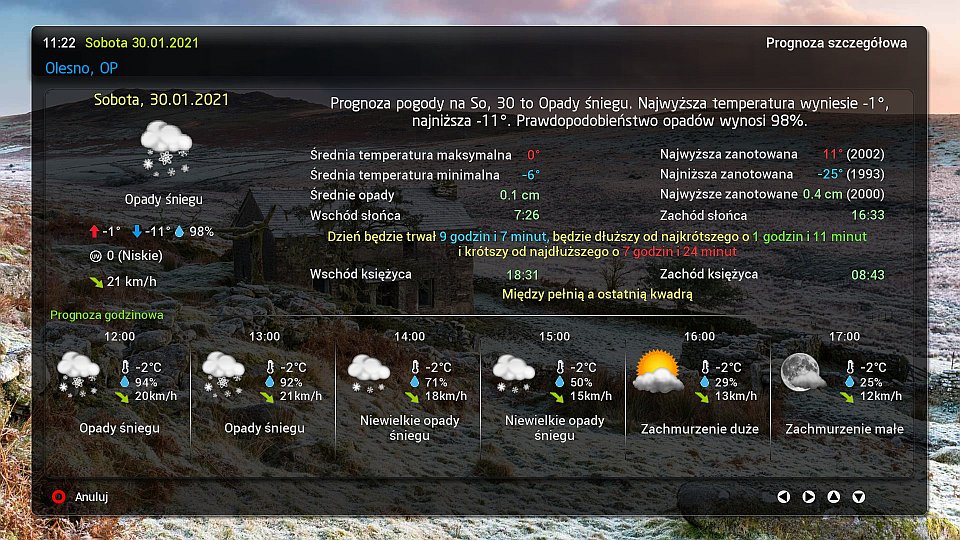 11:22 Sobota 30.01.2021
Prognoza szczegółowa
Olesno, OP
Sobota, 30.01.2021
Opady śniegu
-1° -11° 98%
UV 0 (Niskie)
21 km/h
Prognoza pogody na So, 30 to Opady śniegu. Najwyższa temperatura wyniesie -1°,
najniższa -11°. Prawdopodobieństwo opadów wynosi 98%.
Średnia temperatura maksymalna 0° Najwyższa zanotowana 11° (2002)
Średnia temperatura minimalna -6° Najniższa zanotowana -25° (1993)
Średnie opady 0.1 cm Najwyższe zanotowane 0.4 cm (2000)
Wschód słońca 7:26 Zachód słońca 16:33
Dzień będzie trwał 9 godzin i 7 minut, będzie dłuższy od najkrótszego o 1 godzin i 11 minut
i krótszy od najdłuższego o 7 godzin i 24 minut
Wschód księżyca 18:31 Zachód księżyca 08:43
Między pełnią a ostatnią kwadrą
Prognoza godzinowa
12:00
-2°C
94%
20km/h
Opady śniegu
13:00
-2°C
92%
21km/h
Opady śniegu
14:00
-2°C
71%
18km/h
Niewielkie opady
śniegu
15:00
-2°C
50%
15km/h
Niewielkie opady
śniegu
16:00
-2°C
29%
13km/h
Zachmurzenie duże
17:00
-2°C
25%
12km/h
Zachmurzenie małe
Anuluj